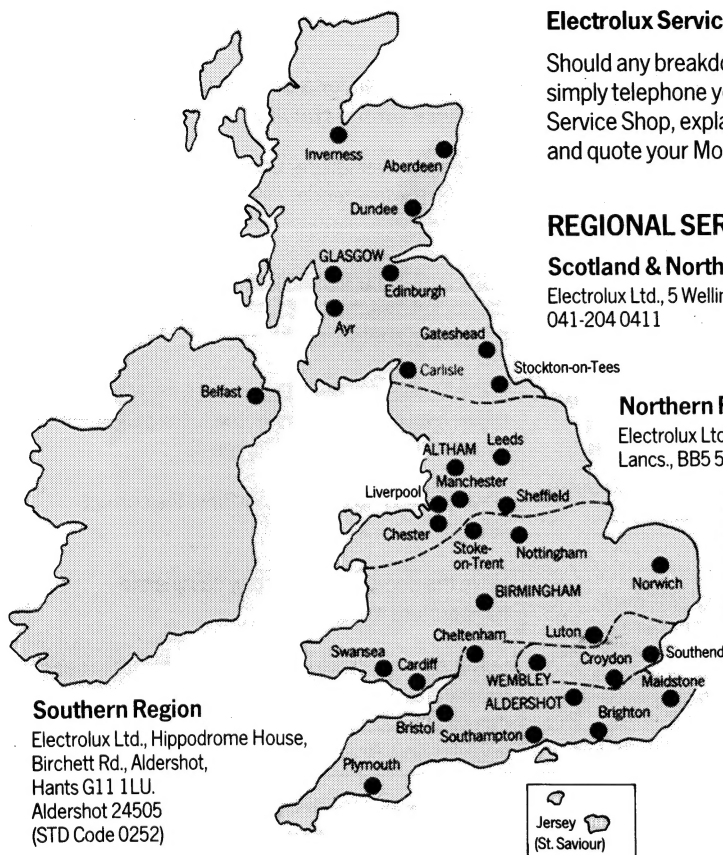 Electrolux Servic
Should any breakdo
simply telephone yo
Service Shop, expla
and quote your Mo
REGIONAL SER
Scotland & North
Electrolux Ltd., 5 Wellin
041-204 0411
Northern R
Electrolux Ltd
Lancs., BB5 5
Inverness
Aberdeen
Dundee
GLASGOW
Edinburgh
Ayr
Gateshead
Carlisle
Stockton-on-Tees
Belfast
ALTHAM
Leeds
Manchester
Liverpool
Sheffield
Chester
Stoke-
on-Trent
Nottingham
Norwich
BIRMINGHAM
Cheltenham
Luton
Swansea
Cardiff
WEMBLEY
Croydon
Southend
ALDERSHOT
Maidstone
Bristol
Southampton
Brighton
Plymouth
Southern Region
Electrolux Ltd., Hippodrome House,
Birchett Rd., Aldershot,
Hants G11 1LU.
Aldershot 24505
(STD Code 0252)
Jersey
(St. Saviour)